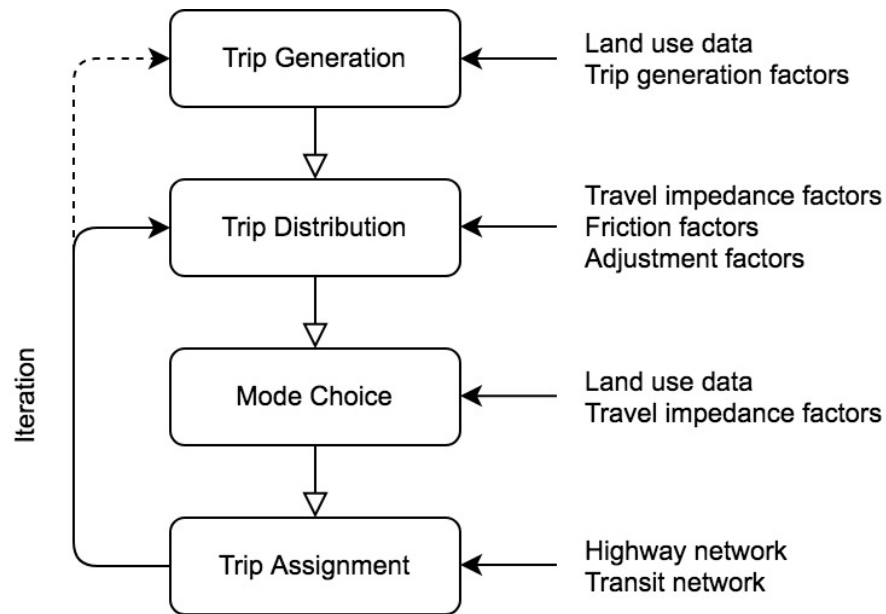 Trip Generation
Land use data
Trip generation factors
Trip Distribution
Travel impedance factors
Friction factors
Adjustment factors
Iteration
Mode Choice
Land use data
Travel impedance factors
Trip Assignment
Highway network
Transit network